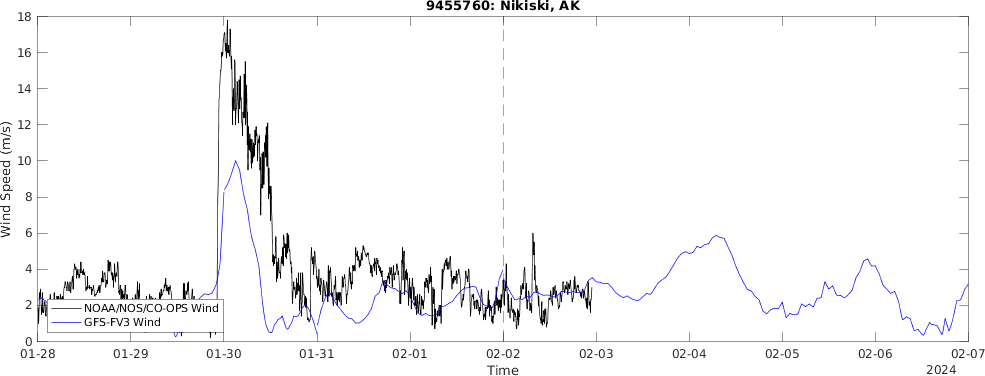 9455760: Nikiski, AK
Wind Speed (m/s)
18
16
14
12
10
8
6
4
2
0
NOAA/NOS/CO-OPS Wind
GFS-FV3 Wind
01-28 01-29 01-30 01-31 02-01 02-02 02-03 02-04 02-05 02-06 02-07
Time
2024